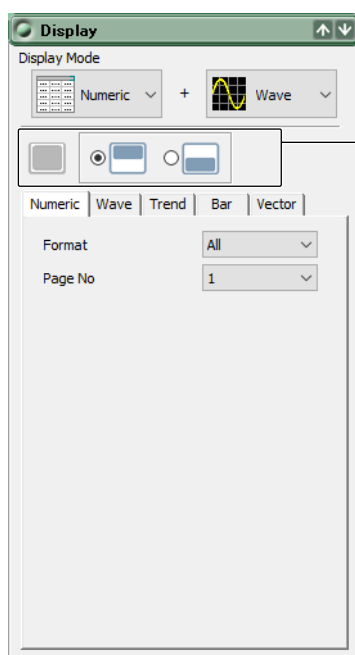 Display
Display Mode
Numeric + Wave
Numeric Wave Trend Bar Vector
Format All
Page No 1